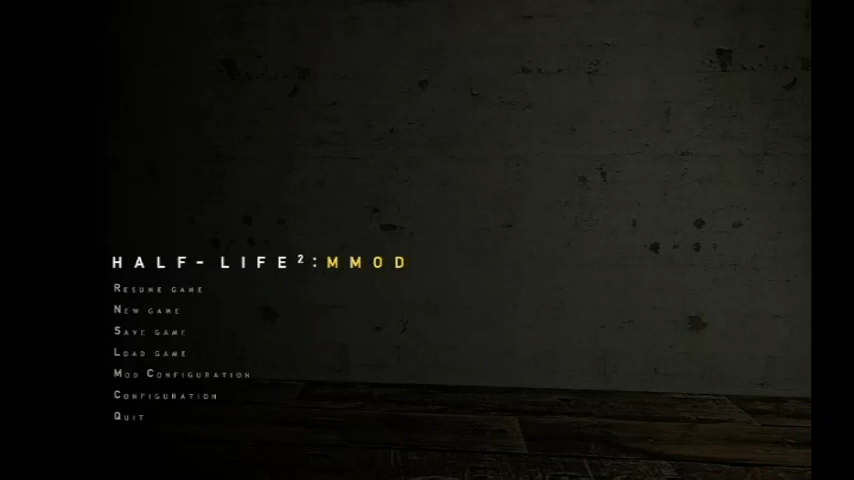 HALF-LIFE²:MMOD
RESUME GAME
NEW GAME
SAVE GAME
LOAD GAME
MOD CONFIGURATION
CONFIGURATION
QUIT